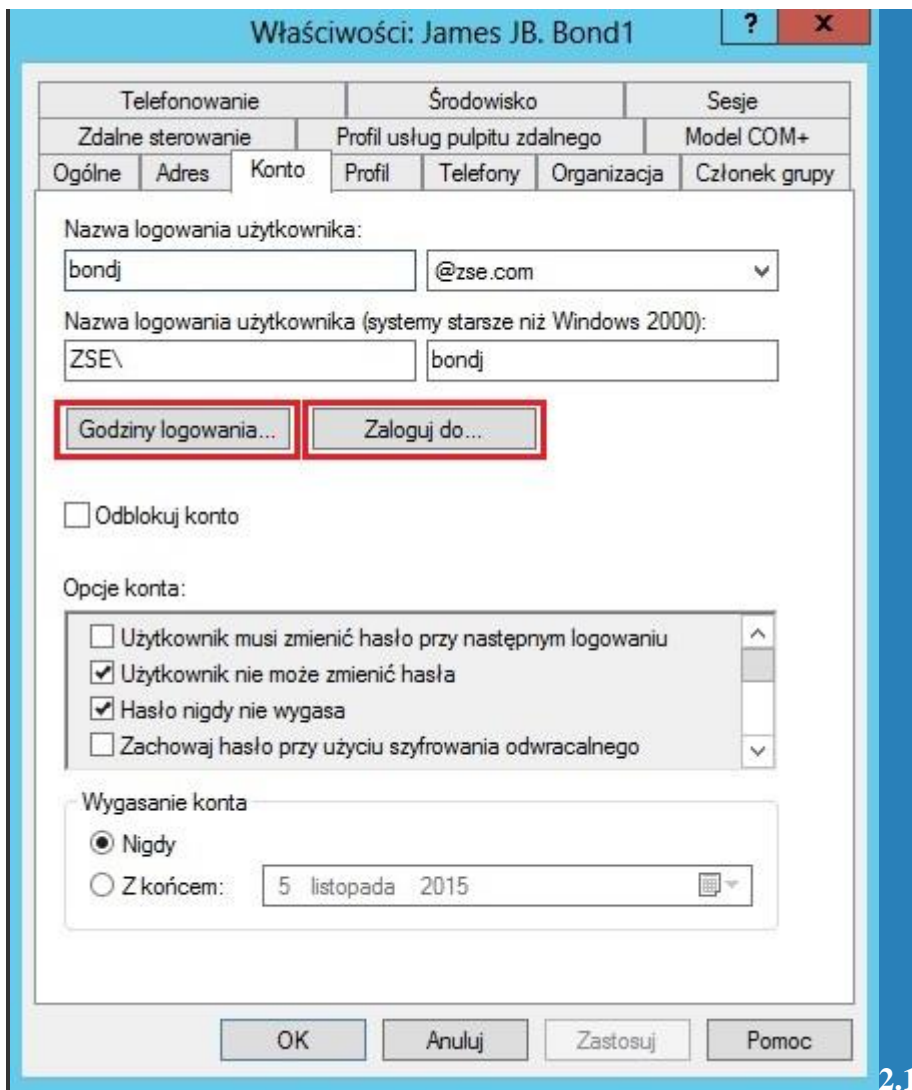 Właściwości: James JB. Bond1
? x
Telefonowanie Środowisko Sesje
Zdalne sterowanie Profil usług pulpitu zdalnego Model COM+
Ogólne Adres Konto Profil Telefony Organizacja Członek grupy
Nazwa logowania użytkownika:
bondj @zse.com
Nazwa logowania użytkownika (systemy starsze niż Windows 2000):
ZSE\ bondj
Godziny logowania... Zaloguj do...
Odblokuj konto
Opcje konta:
Użytkownik musi zmienić hasło przy następnym logowaniu
Użytkownik nie może zmienić hasła
Hasło nigdy nie wygasa
Zachowaj hasło przy użyciu szyfrowania odwracalnego
Wygasanie konta
Nigdy
Z końcem: 5 listopada 2015
OK Anuluj Zastosuj Pomoc
2.1